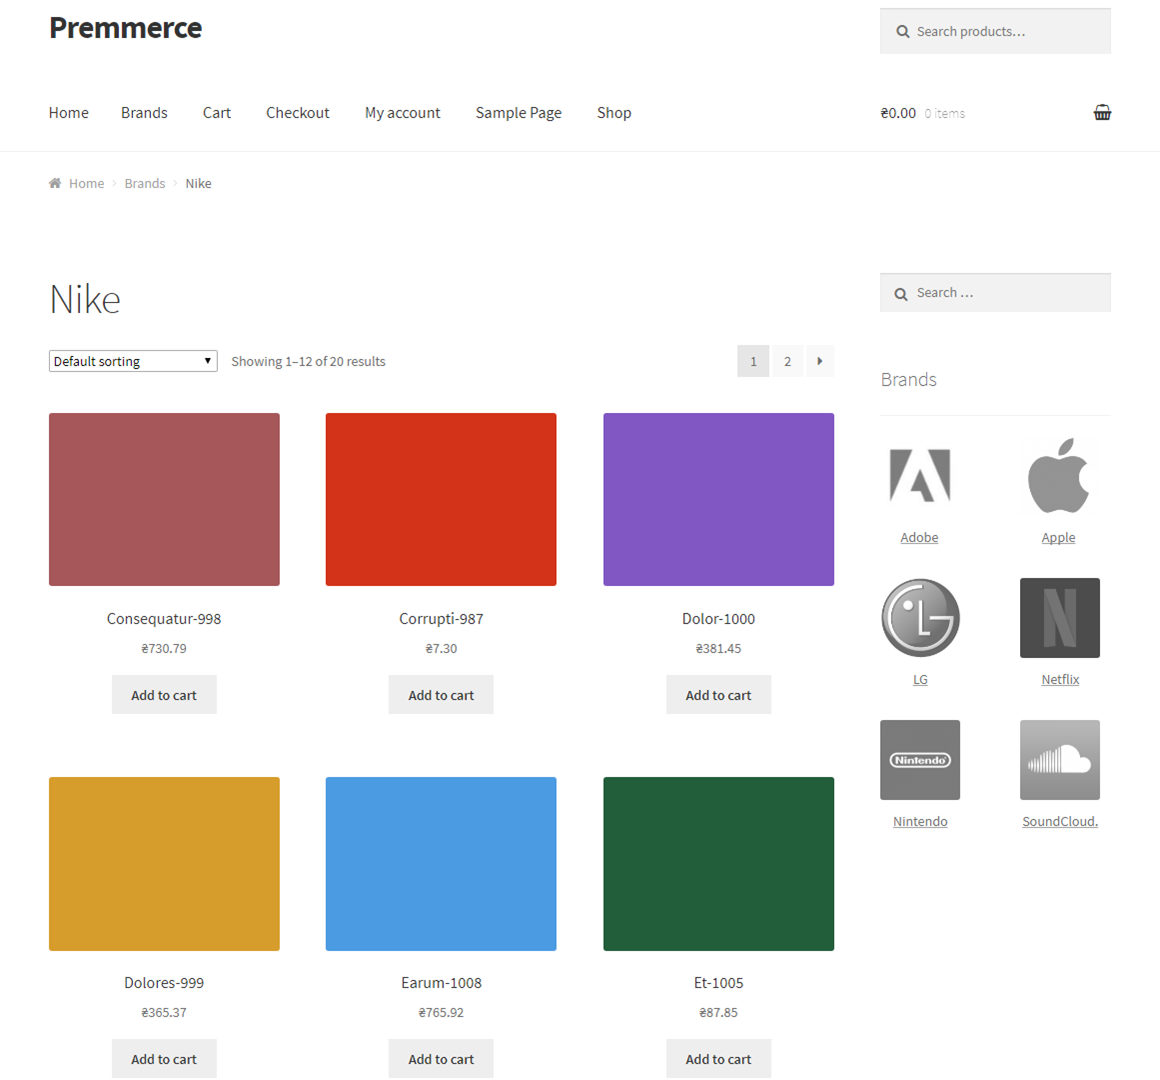 Premmerce
Search products…
Home Brands Cart Checkout My account Sample Page Shop
₴0.00 0 items
Home › Brands › Nike
Nike
Search …
Default sorting Showing 1–12 of 20 results 1 2
Brands
Adobe Apple
LG Netflix
Nintendo
Nintendo SoundCloud.
Consequatur-998 Corrupti-987 Dolor-1000
₴730.79 ₴7.30 ₴381.45
Add to cart Add to cart Add to cart
Dolores-999 Earum-1008 Et-1005
₴365.37 ₴765.92 ₴87.85
Add to cart Add to cart Add to cart